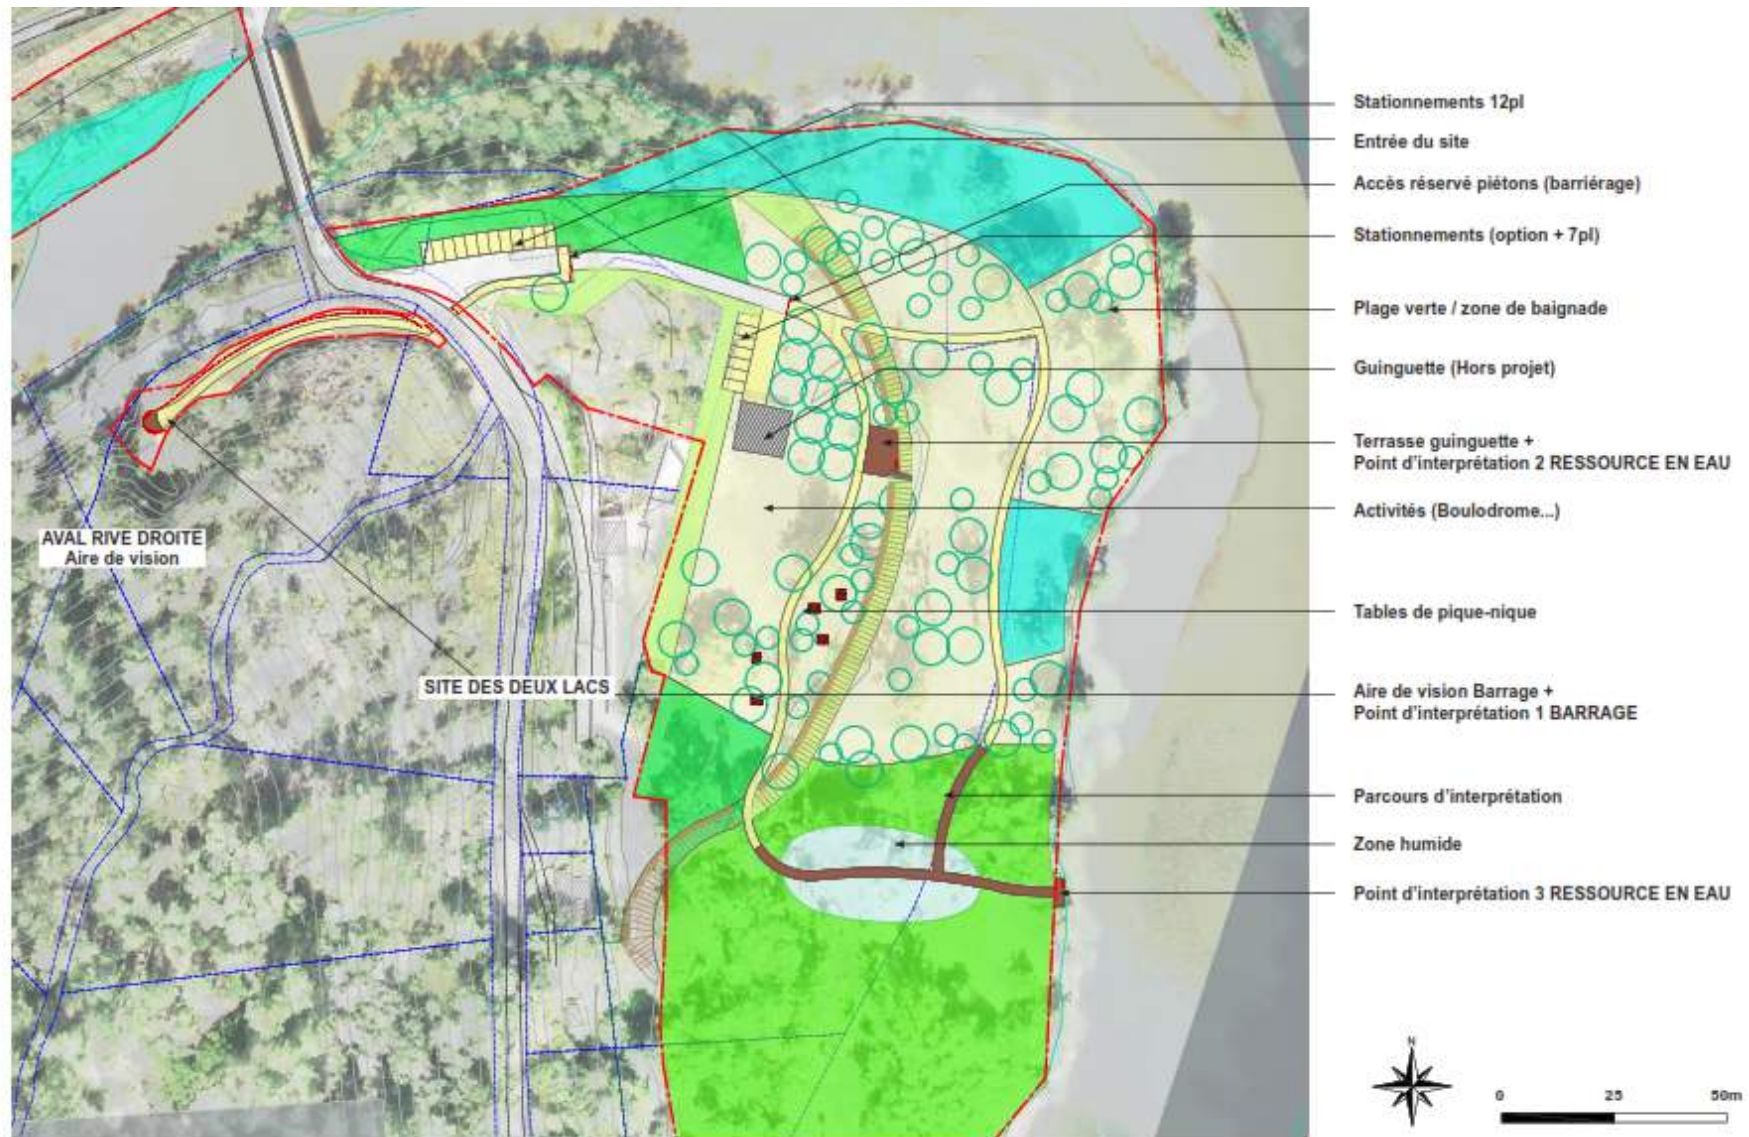 Stationnements 12pl
Entrée du site
Accès réservé piétons (barriérage)
Stationnements (option + 7pl)
Plage verte / zone de baignade
Guinguette (Hors projet)
Terrasse guinguette +
Point d'interprétation 2 RESSOURCE EN EAU
Activités (Boulodrome...)
AVAL RIVE DROITE
Aire de vision
Tables de pique-nique
SITE DES DEUX LACS
Aire de vision Barrage +
Point d'interprétation 1 BARRAGE
Parcours d'interprétation
Zone humide
Point d'interprétation 3 RESSOURCE EN EAU
N
0 25 50m